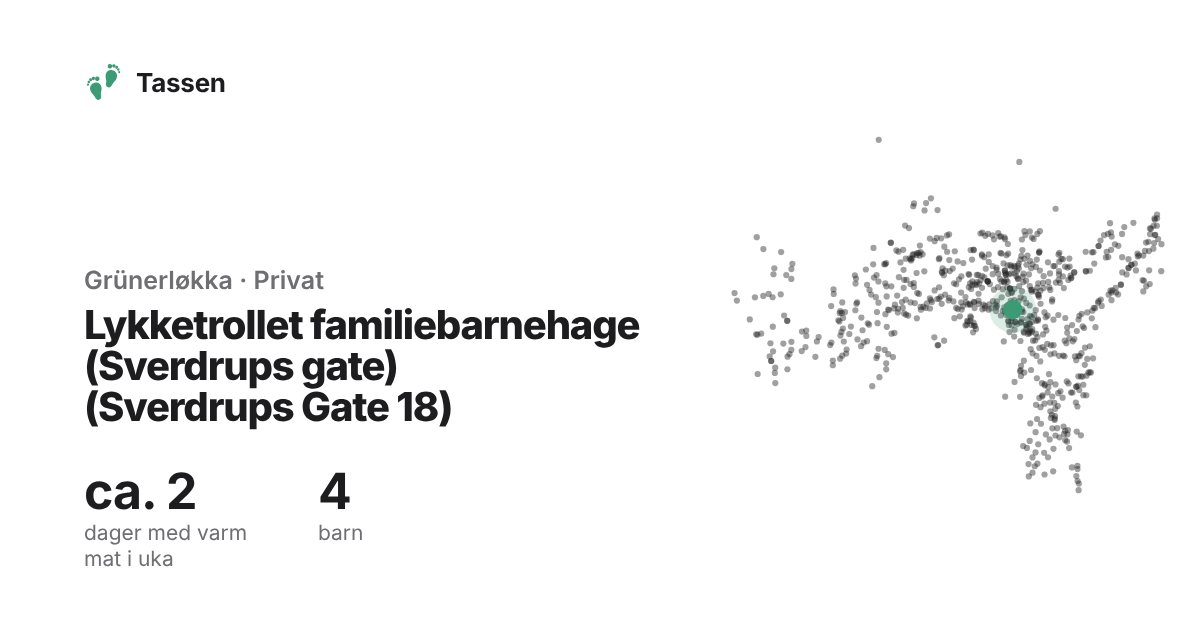 Tassen
Grünerløkka · Privat
Lykketrollet familiebarnehage
(Sverdrups gate)
(Sverdrups Gate 18)
ca. 2
dager med varm
mat i uka
4
barn